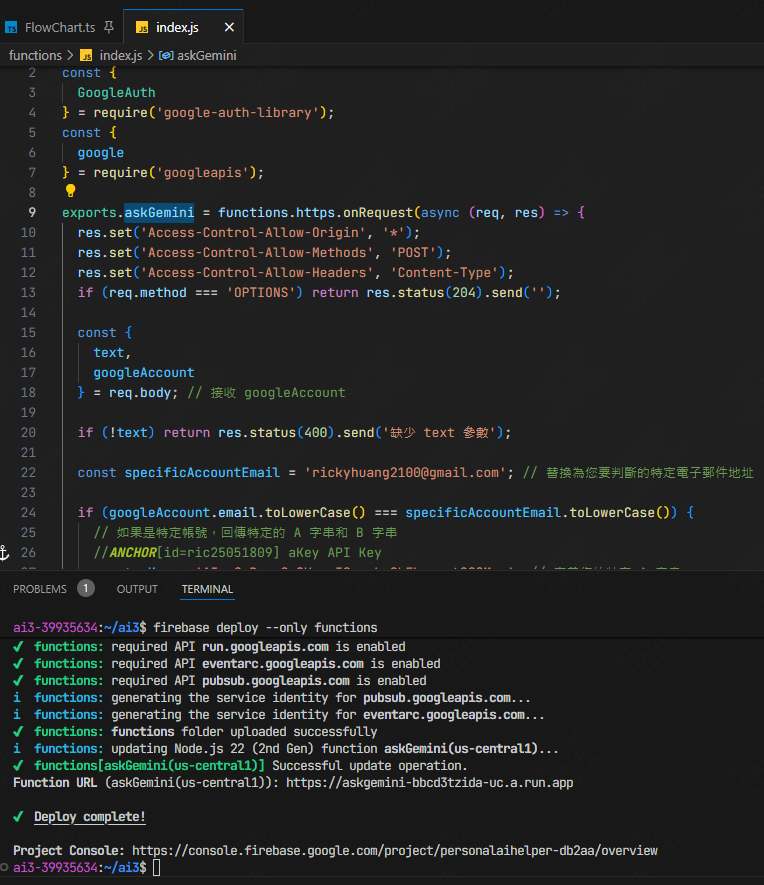 TS FlowChart.ts
JS index.js
functions > JS index.js > askGemini
2 const {
3 GoogleAuth
4 } = require('google-auth-library');
5 const {
6 google
7 } = require('googleapis');
8
9 exports.askGemini = functions.https.onRequest(async (req, res) => {
10 res.set('Access-Control-Allow-Origin', '*');
11 res.set('Access-Control-Allow-Methods', 'POST');
12 res.set('Access-Control-Allow-Headers', 'Content-Type');
13 if (req.method === 'OPTIONS') return res.status(204).send('');
14
15 const {
16 text,
17 googleAccount
18 } = req.body; // 接收 googleAccount
19
20 if (!text) return res.status(400).send('缺少 text 參數');
21
22 const specificAccountEmail = 'rickyhuang2100@gmail.com'; // 替換為您要判斷的特定電子郵件地址
23
24 if (googleAccount.email.toLowerCase() === specificAccountEmail.toLowerCase()) {
25 // 如果是特定帳號，回傳特定的 A 字串和 B 字串
26 //ANCHOR[id=ric25051809] aKey API Key
PROBLEMS 1 OUTPUT TERMINAL
ai3-39935634:~/ai3$ firebase deploy --only functions
✔ functions: required API run.googleapis.com is enabled
✔ functions: required API eventarc.googleapis.com is enabled
✔ functions: required API pubsub.googleapis.com is enabled
i functions: generating the service identity for pubsub.googleapis.com...
i functions: generating the service identity for eventarc.googleapis.com...
✔ functions: functions folder uploaded successfully
i functions: updating Node.js 22 (2nd Gen) function askGemini(us-central1)...
✔ functions[askGemini(us-central1)] Successful update operation.
Function URL (askGemini(us-central1)): https://askgemini-bbcd3tzida-uc.a.run.app
✔ Deploy complete!
Project Console: https://console.firebase.google.com/project/personalaihelper-db2aa/overview
ai3-39935634:~/ai3$